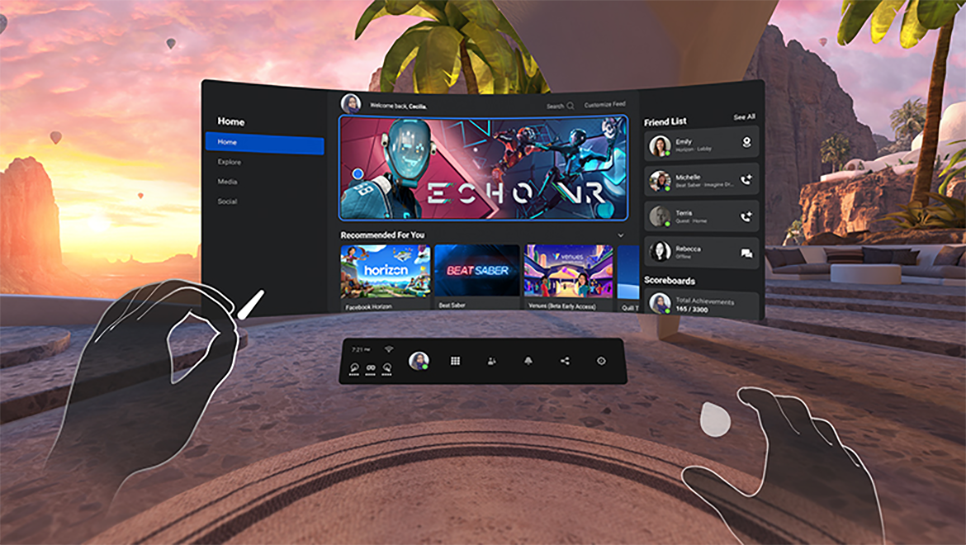 Home
Home
Explore
Media
Social
Welcome back, Cecilia.
Search
Customize Feed
ECHO VR
Recommended For You
horizon
Facebook Horizon
BEAT SABER
Beat Saber
venues
Venues (Beta Early Access)
Quill T
Friend List
See All
Emily
Horizon · Lobby
Michelle
Beat Saber · Imagine Dr...
Terris
Quest · Home
Rebecca
Offline
Scoreboards
Total Achievements
165 / 3300
7:21 PM